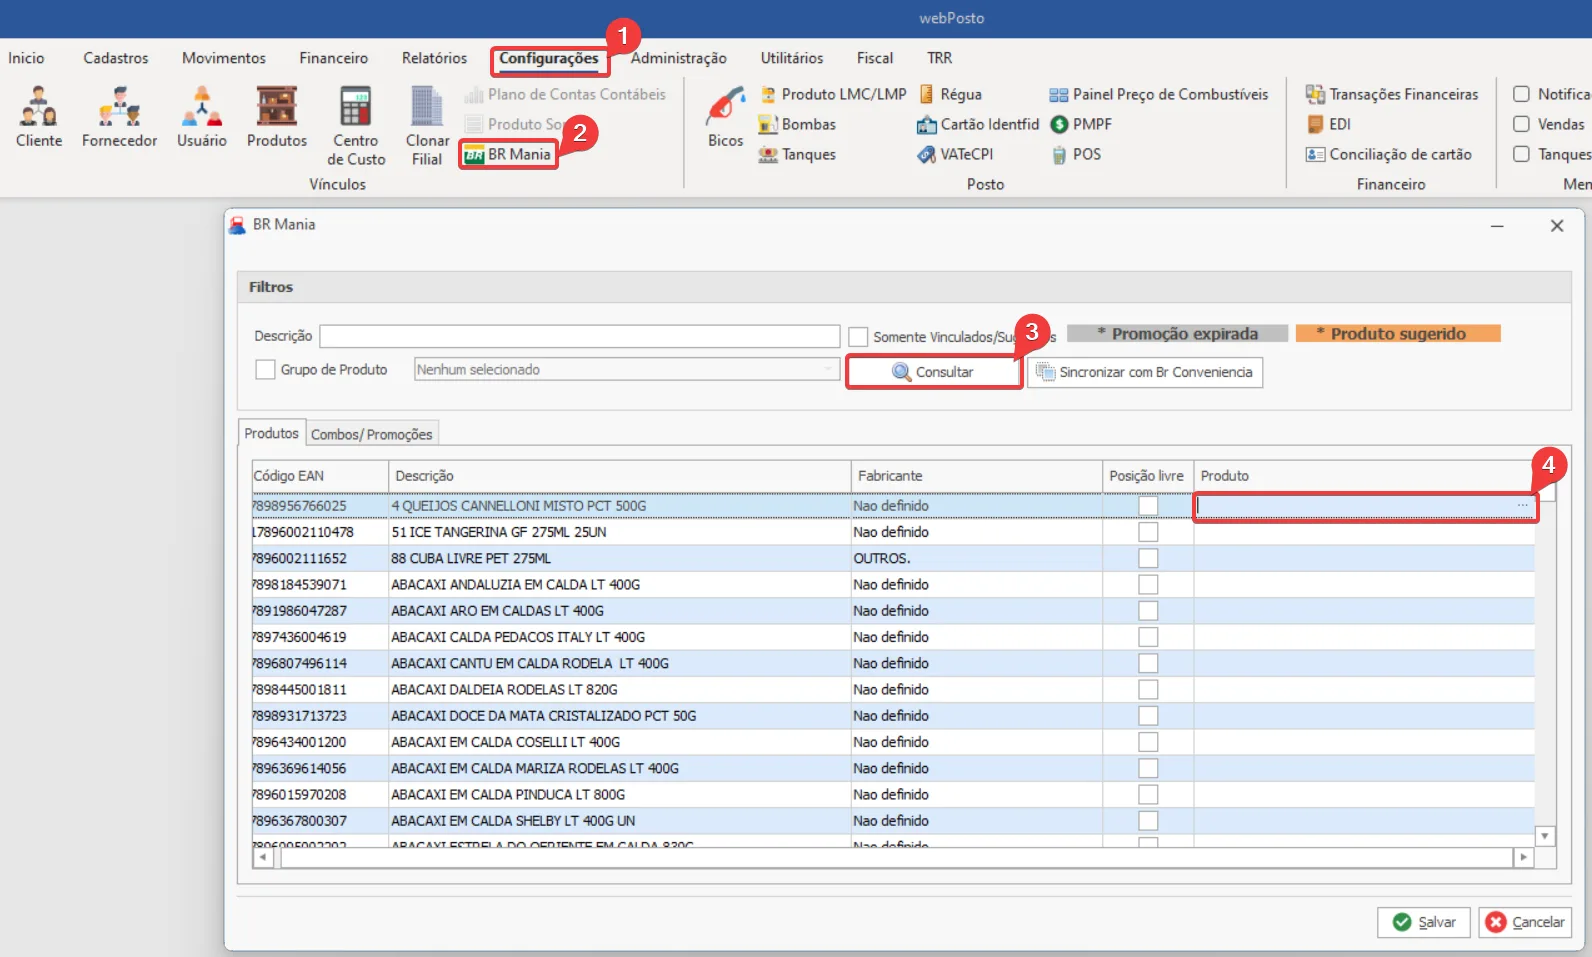 webPosto
1
Inicio Cadastros Movimentos Financeiro Relatórios Configurações Administração Utilitários Fiscal TRR
Cliente
Fornecedor
Usuário
Produtos
Centro
de Custo
Clonar
Filial
Plano de Contas Contábeis
Produto So
2
BR Mania
Vínculos
Bicos
Produto LMC/LMP
Bombas
Tanques
Régua
Cartão Identfid
VATeCPI
Painel Preço de Combustíveis
PMPF
POS
Posto
Transações Financeiras
EDI
Conciliação de cartão
Financeiro
Notifica
Vendas
Tanques
Men
BR Mania
Filtros
Descrição Somente Vinculados/Sug s * Promoção expirada * Produto sugerido
3
Grupo de Produto Nenhum selecionado Consultar Sincronizar com Br Conveniencia
Produtos Combos/Promoções
4
Código EAN Descrição Fabricante Posição livre Produto
7898956766025 4 QUEIJOS CANNELLONI MISTO PCT 500G Nao definido ...
17896002110478 51 ICE TANGERINA GF 275ML 25UN Nao definido
7896002111652 88 CUBA LIVRE PET 275ML OUTROS.
7898184539071 ABACAXI ANDALUZIA EM CALDA LT 400G Nao definido
7891986047287 ABACAXI ARO EM CALDAS LT 400G Nao definido
7897436004619 ABACAXI CALDA PEDACOS ITALY LT 400G Nao definido
7896807496114 ABACAXI CANTU EM CALDA RODELA LT 400G Nao definido
7898445001811 ABACAXI DALDEIA RODELAS LT 820G Nao definido
7898931713723 ABACAXI DOCE DA MATA CRISTALIZADO PCT 50G Nao definido
7896434001200 ABACAXI EM CALDA COSELLI LT 400G Nao definido
7896369614056 ABACAXI EM CALDA MARIZA RODELAS LT 400G Nao definido
7896015970208 ABACAXI EM CALDA PINDUCA LT 800G Nao definido
7896367800307 ABACAXI EM CALDA SHELBY LT 400G UN Nao definido
ABACAXI ESTRELA DO ORIENTE EM CALDA 830G Nao definido
Salvar Cancelar